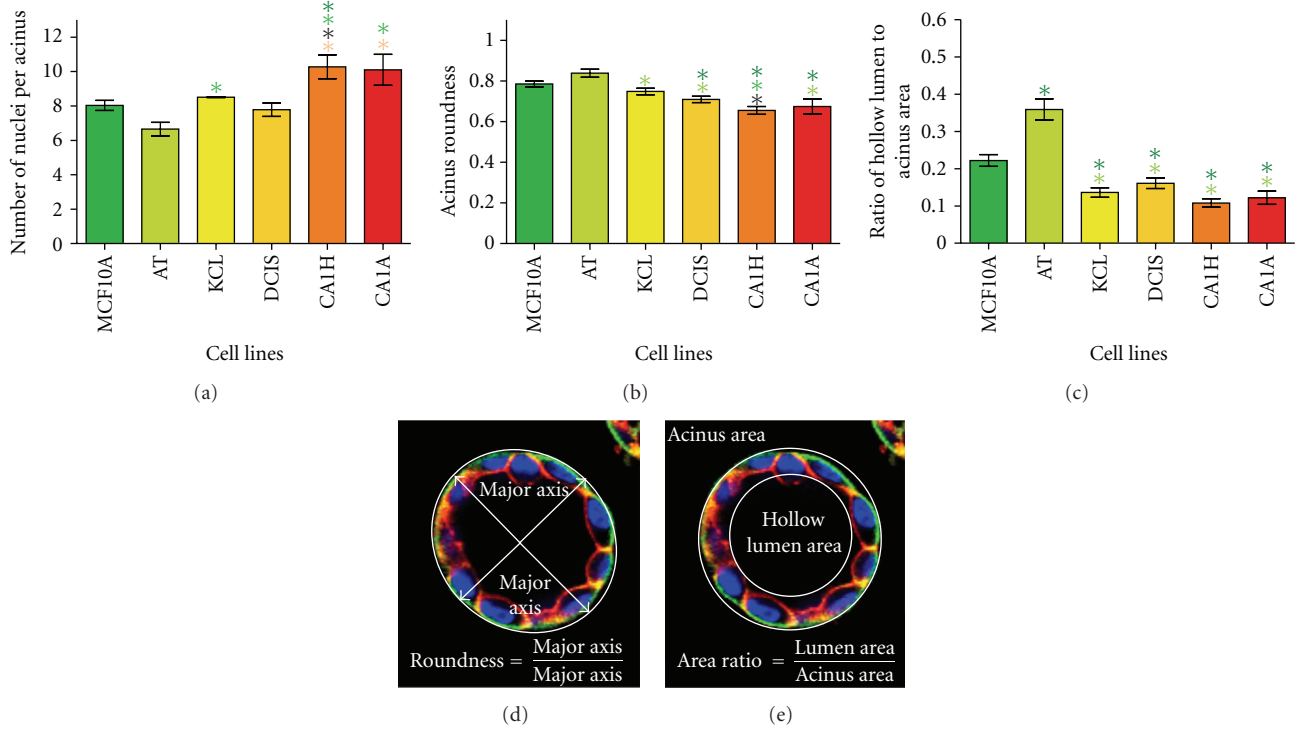 Number of nuclei per acinus
12
10
8
6
4
2
0
*
*
*
*
*
*
*
MCF10A
AT
KCL
DCIS
CA1H
CA1A
Cell lines
(a)
Acinus roundness
1
0.8
0.6
0.4
0.2
0
*
*
*
*
*
*
*
*
MCF10A
AT
KCL
DCIS
CA1H
CA1A
Cell lines
(b)
Ratio of hollow lumen to
acinus area
0.6
0.5
0.4
0.3
0.2
0.1
0
*
*
*
*
*
*
*
*
*
MCF10A
AT
KCL
DCIS
CA1H
CA1A
Cell lines
(c)
Major axis
Major
axis
Roundness = Major axis
Major axis
(d)
Acinus area
Hollow
lumen area
Area ratio = Lumen area
Acinus area
(e)